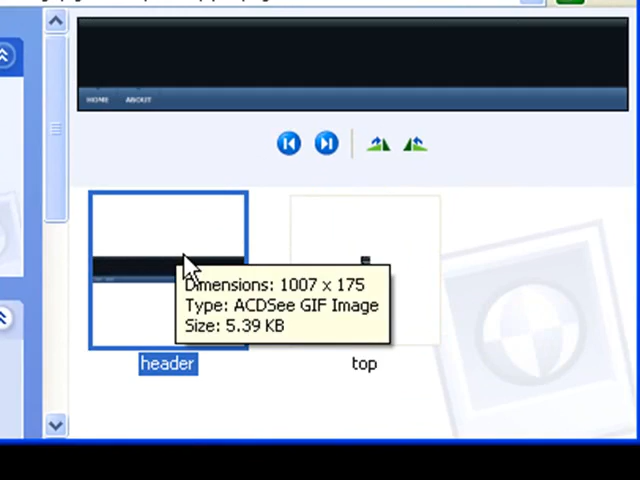 HOME ABOUT
Dimensions: 1007 x 175
Type: ACDSee GIF Image
Size: 5.39 KB
header
top